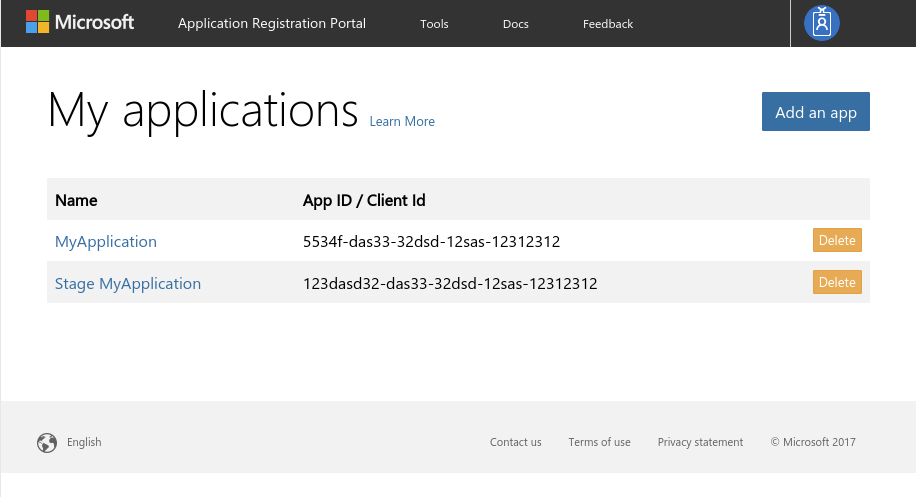 Microsoft Application Registration Portal Tools Docs Feedback
My applications Learn More Add an app
Name App ID / Client Id
MyApplication 5534f-das33-32dsd-12sas-12312312 Delete
Stage MyApplication 123dasd32-das33-32dsd-12sas-12312312 Delete
English Contact us Terms of use Privacy statement © Microsoft 2017